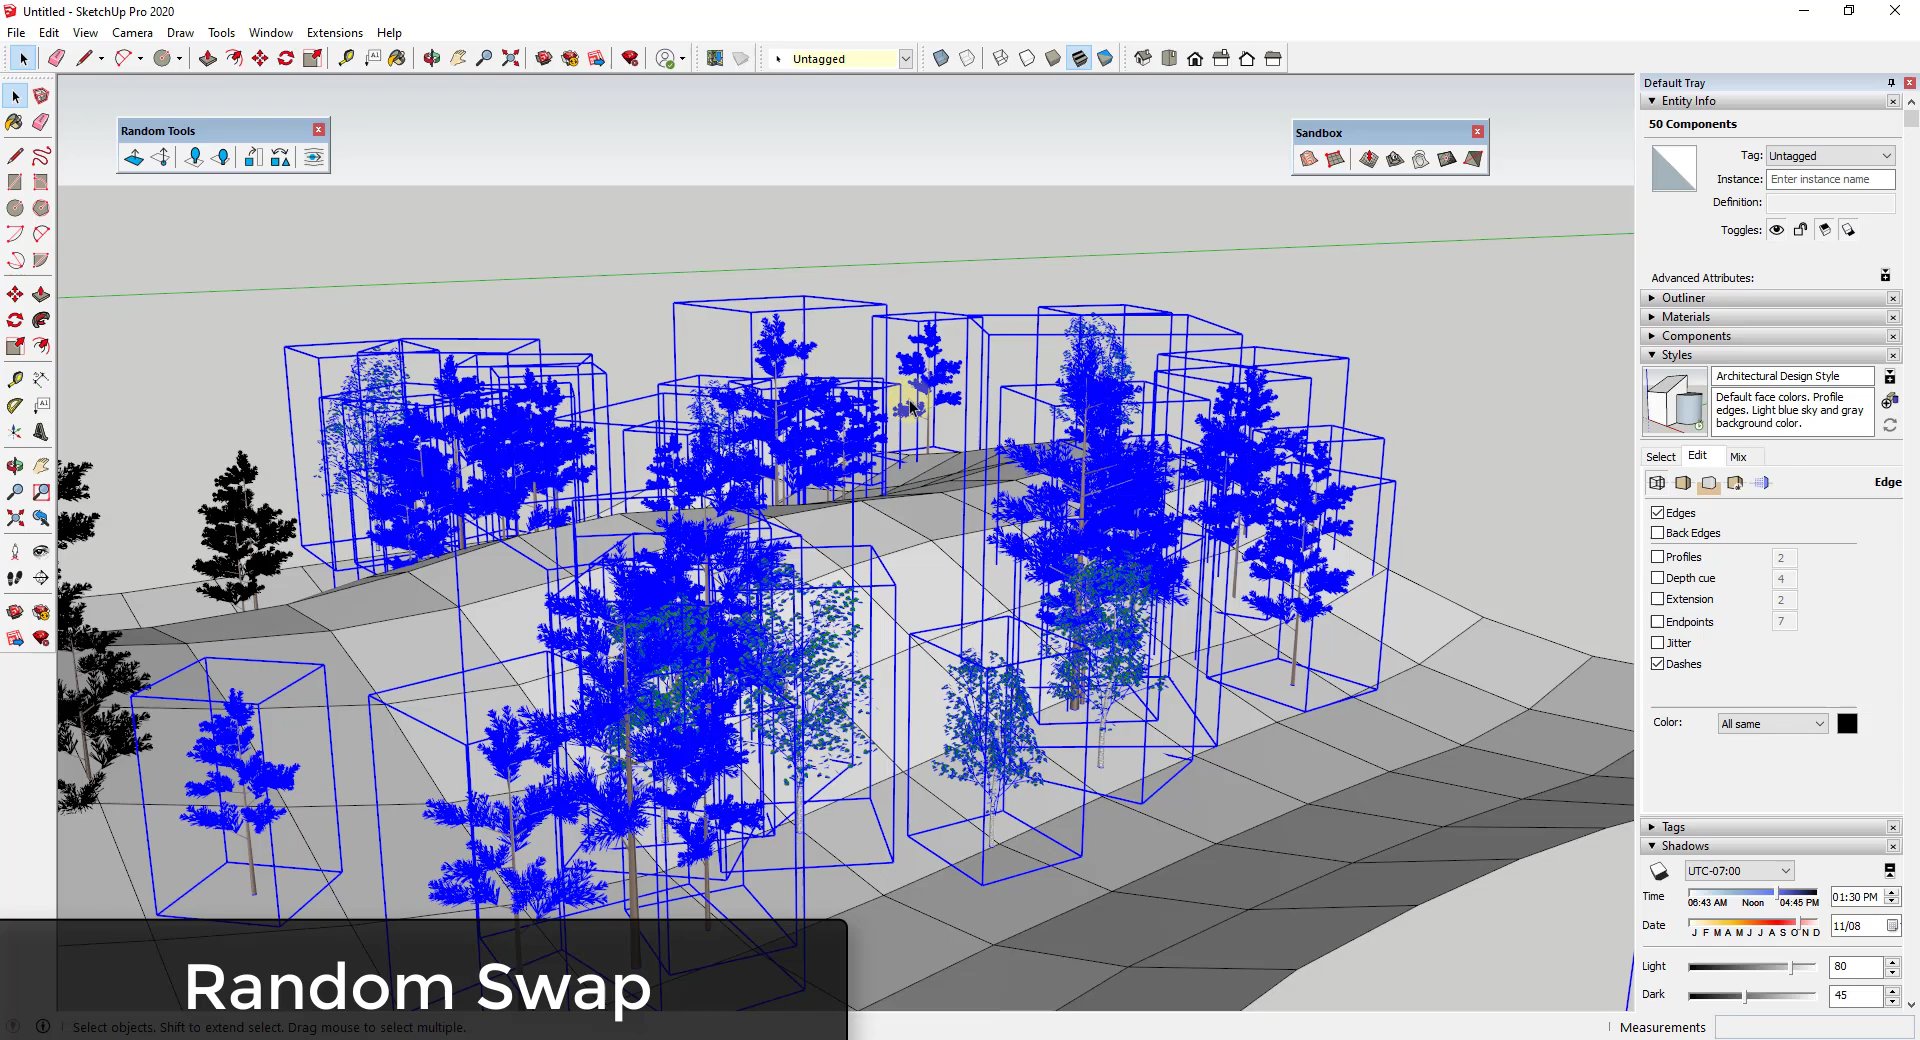 Untitled - SketchUp Pro 2020
File Edit View Camera Draw Tools Window Extensions Help
A1
Untagged
Random Tools
Sandbox
Default Tray
Entity Info
50 Components
Tag: Untagged
Instance: Enter instance name
Definition:
Toggles:
Advanced Attributes:
Outliner
Materials
Components
Styles
Architectural Design Style
Default face colors. Profile
edges. Light blue sky and gray
background color.
Select Edit Mix
Edge
Edges
Back Edges
Profiles 2
Depth cue 4
Extension 2
Endpoints 7
Jitter
Dashes
Color: All same
Tags
Shadows
UTC-07:00
Time 06:43 AM Noon 04:45 PM 01:30 PM
Date J F M A M J J A S O N D 11/08
Light 80
Dark 45
Random Swap
Select objects. Shift to extend select. Drag mouse to select multiple.
Measurements